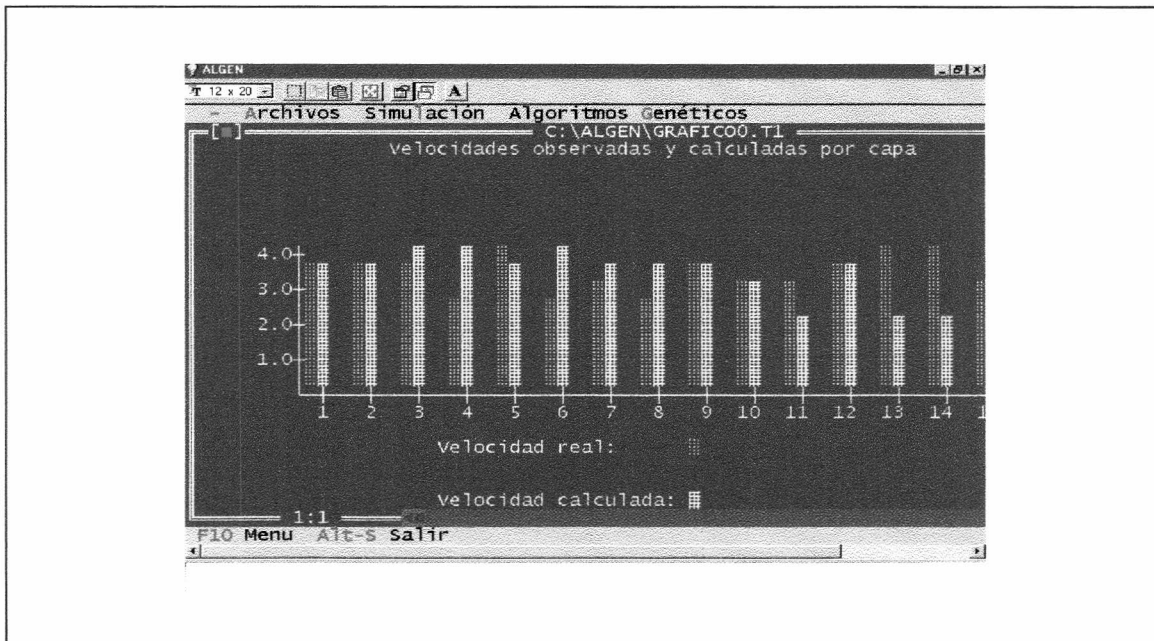 ALGEN
T 12 x 20 A
Archivos Simulación Algoritmos Genéticos
C:\ALGEN\GRAFICO0.T1
Velocidades observadas y calculadas por capa
4.0
3.0
2.0
1.0
1 2 3 4 5 6 7 8 9 10 11 12 13 14 1
Velocidad real:
Velocidad calculada:
1:1
F10 Menu Alt-S Salir